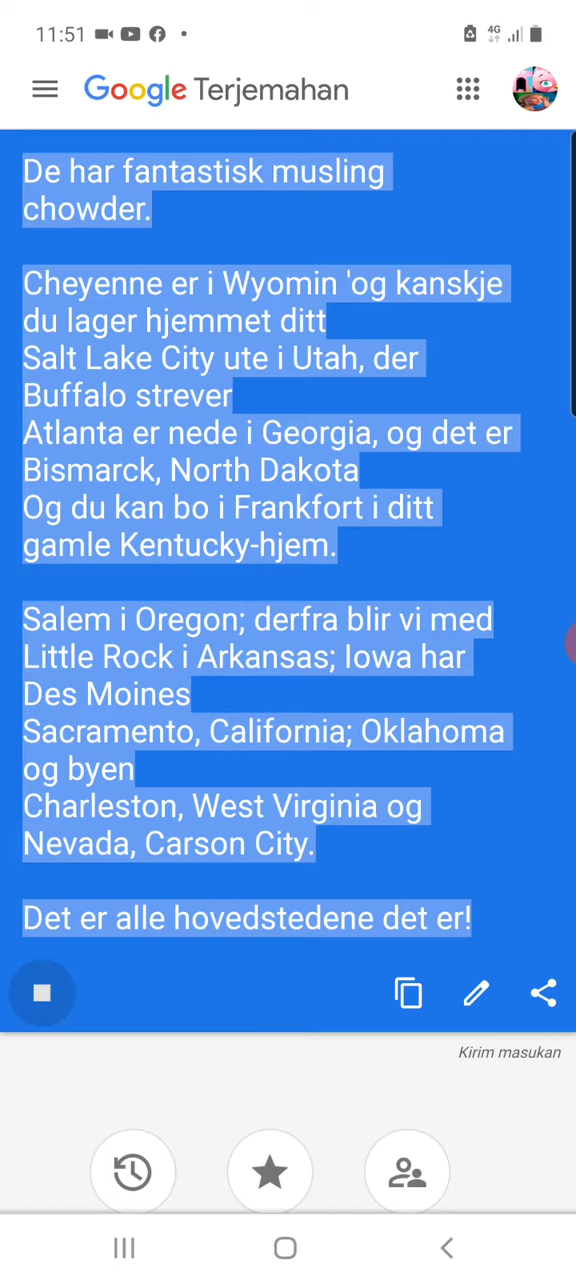 11:51
4G
Google Terjemahan
De har fantastisk musling
chowder.
Cheyenne er i Wyomin 'og kanskje
du lager hjemmet ditt
Salt Lake City ute i Utah, der
Buffalo strever
Atlanta er nede i Georgia, og det er
Bismarck, North Dakota
Og du kan bo i Frankfort i ditt
gamle Kentucky-hjem.
Salem i Oregon; derfra blir vi med
Little Rock i Arkansas; Iowa har
Des Moines
Sacramento, California; Oklahoma
og byen
Charleston, West Virginia og
Nevada, Carson City.
Det er alle hovedstedene det er!
Kirim masukan